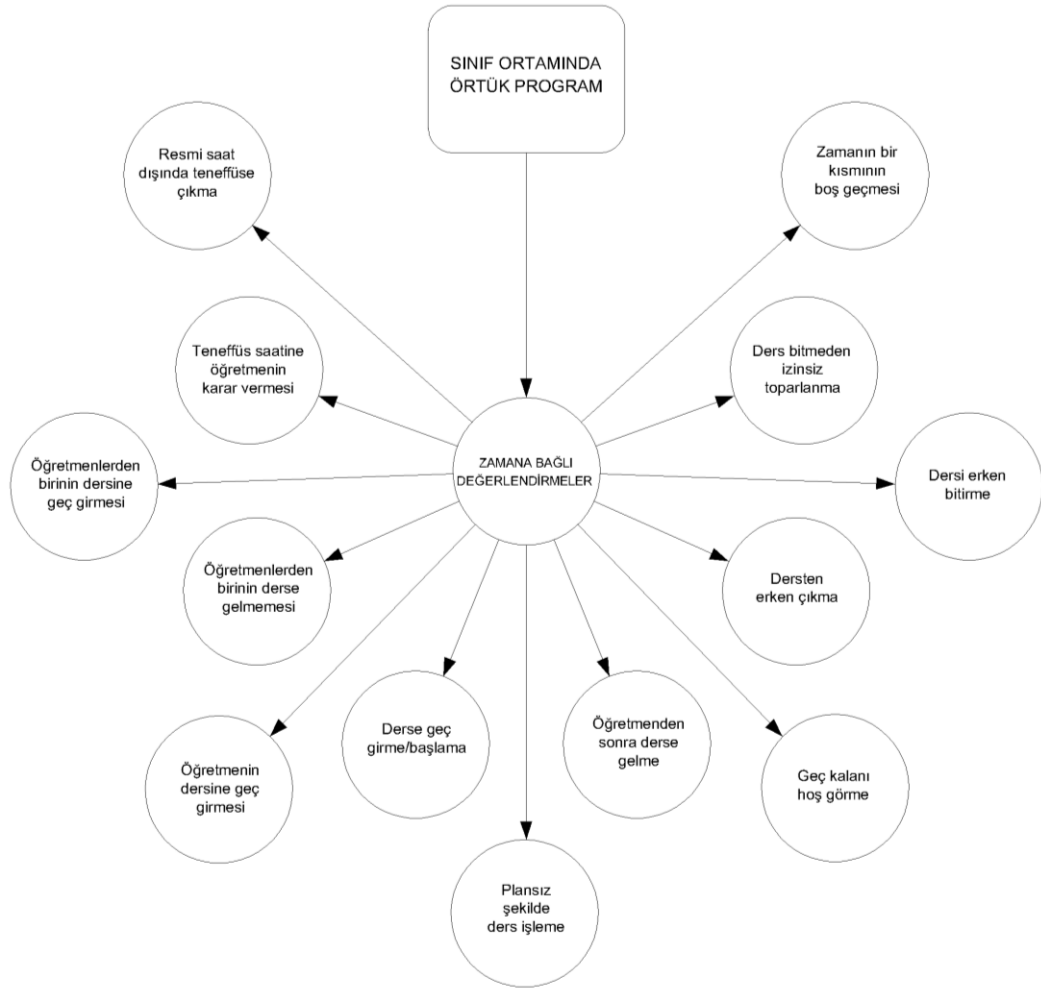 SINIF ORTAMINDA
ÖRTÜK PROGRAM
Resmi saat
dışında teneffüse
çıkma
Zamanın bir
kısmının
boş geçmesi
Teneffüs saatine
öğretmenin
karar vermesi
Ders bitmeden
izinsiz
toparlanma
Öğretmenlerden
birinin dersine
geç girmesi
ZAMANA BAĞLI
DEĞERLENDİRMELER
Dersi erken
bitirme
Öğretmenlerden
birinin derse
gelmemesi
Dersten
erken çıkma
Öğretmenin
dersine geç
girmesi
Derse geç
girme/başlama
Öğretmenden
sonra derse
gelme
Geç kalanı
hoş görme
Plansız
şekilde
ders işleme